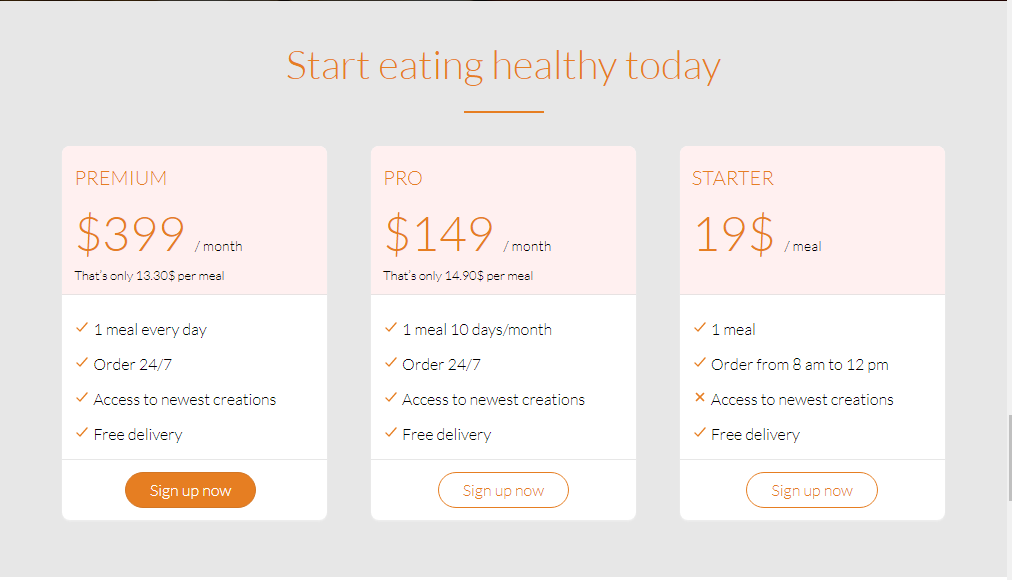 Start eating healthy today
PREMIUM
$399 / month
That's only 13.30$ per meal
1 meal every day
Order 24/7
Access to newest creations
Free delivery
Sign up now
PRO
$149 / month
That's only 14.90$ per meal
1 meal 10 days/month
Order 24/7
Access to newest creations
Free delivery
Sign up now
STARTER
19$ / meal
1 meal
Order from 8 am to 12 pm
Access to newest creations
Free delivery
Sign up now